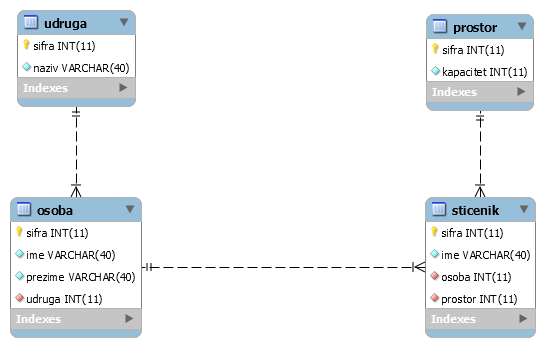 udruga
sifra INT(11)
naziv VARCHAR(40)
Indexes
prostor
sifra INT(11)
kapacitet INT(11)
Indexes
osoba
sifra INT(11)
ime VARCHAR(40)
prezime VARCHAR(40)
udruga INT(11)
Indexes
sticenik
sifra INT(11)
ime VARCHAR(40)
osoba INT(11)
prostor INT(11)
Indexes